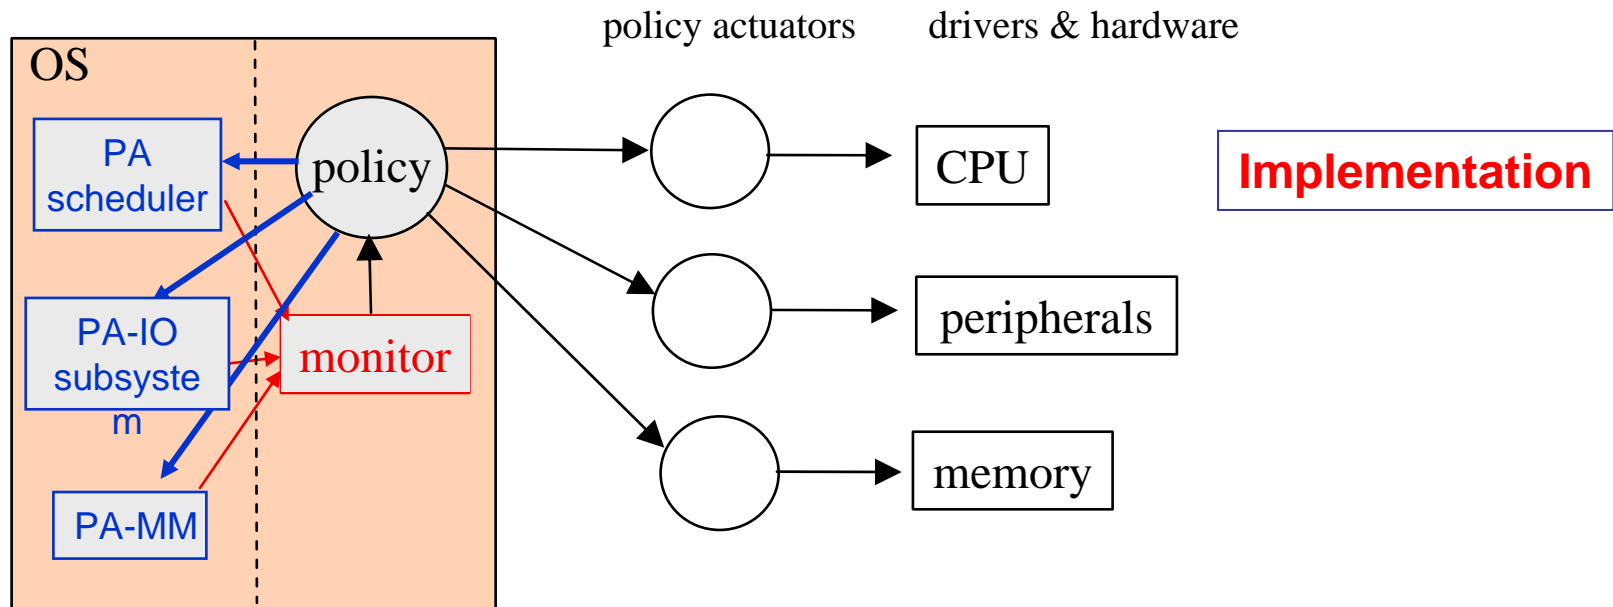 policy actuators
drivers & hardware
OS
PA
scheduler
policy
CPU
Implementation
PA-IO
subsyste
m
monitor
peripherals
memory
PA-MM